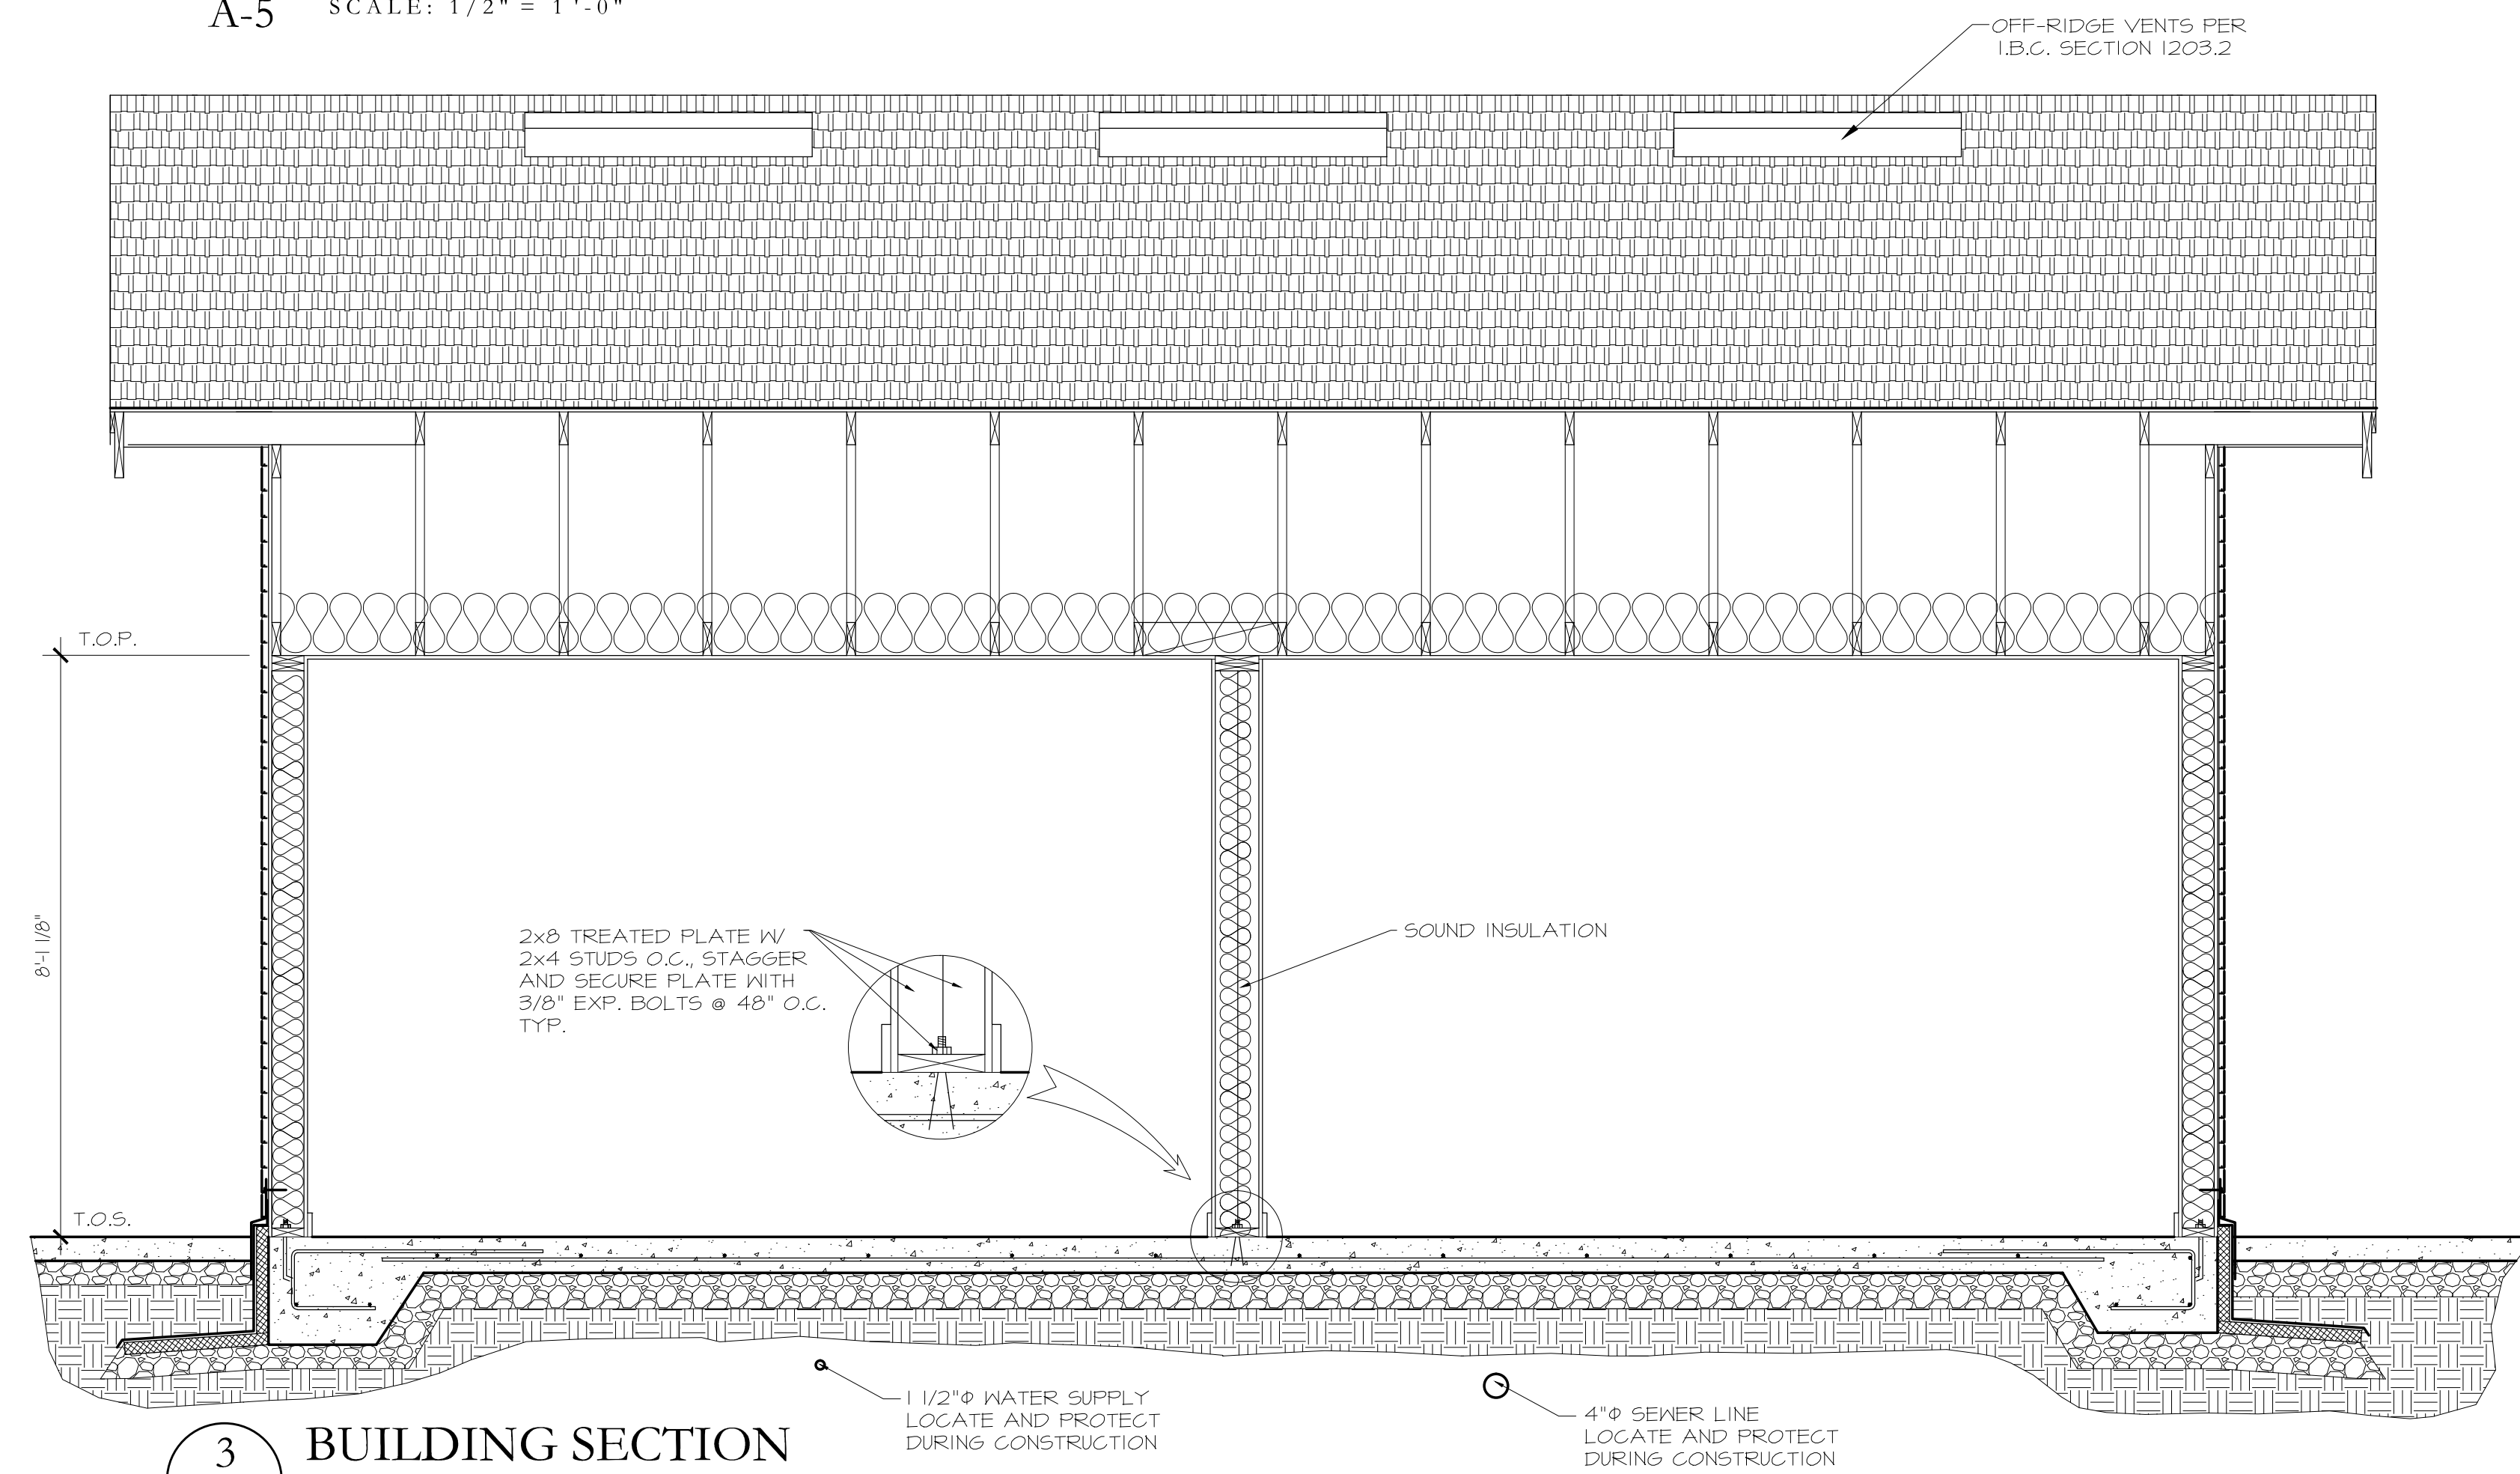 A-5 SCALE: 1/2" = 1'-0"
OFF-RIDGE VENTS PER
I.B.C. SECTION 1203.2
T.O.P.
8'-1 1/8"
2x8 TREATED PLATE W/
2x4 STUDS O.C., STAGGER
AND SECURE PLATE WITH
3/8" EXP. BOLTS @ 48" O.C.
TYP.
SOUND INSULATION
T.O.S.
1 1/2"Φ WATER SUPPLY
LOCATE AND PROTECT
DURING CONSTRUCTION
4"Φ SEWER LINE
LOCATE AND PROTECT
DURING CONSTRUCTION
3 BUILDING SECTION